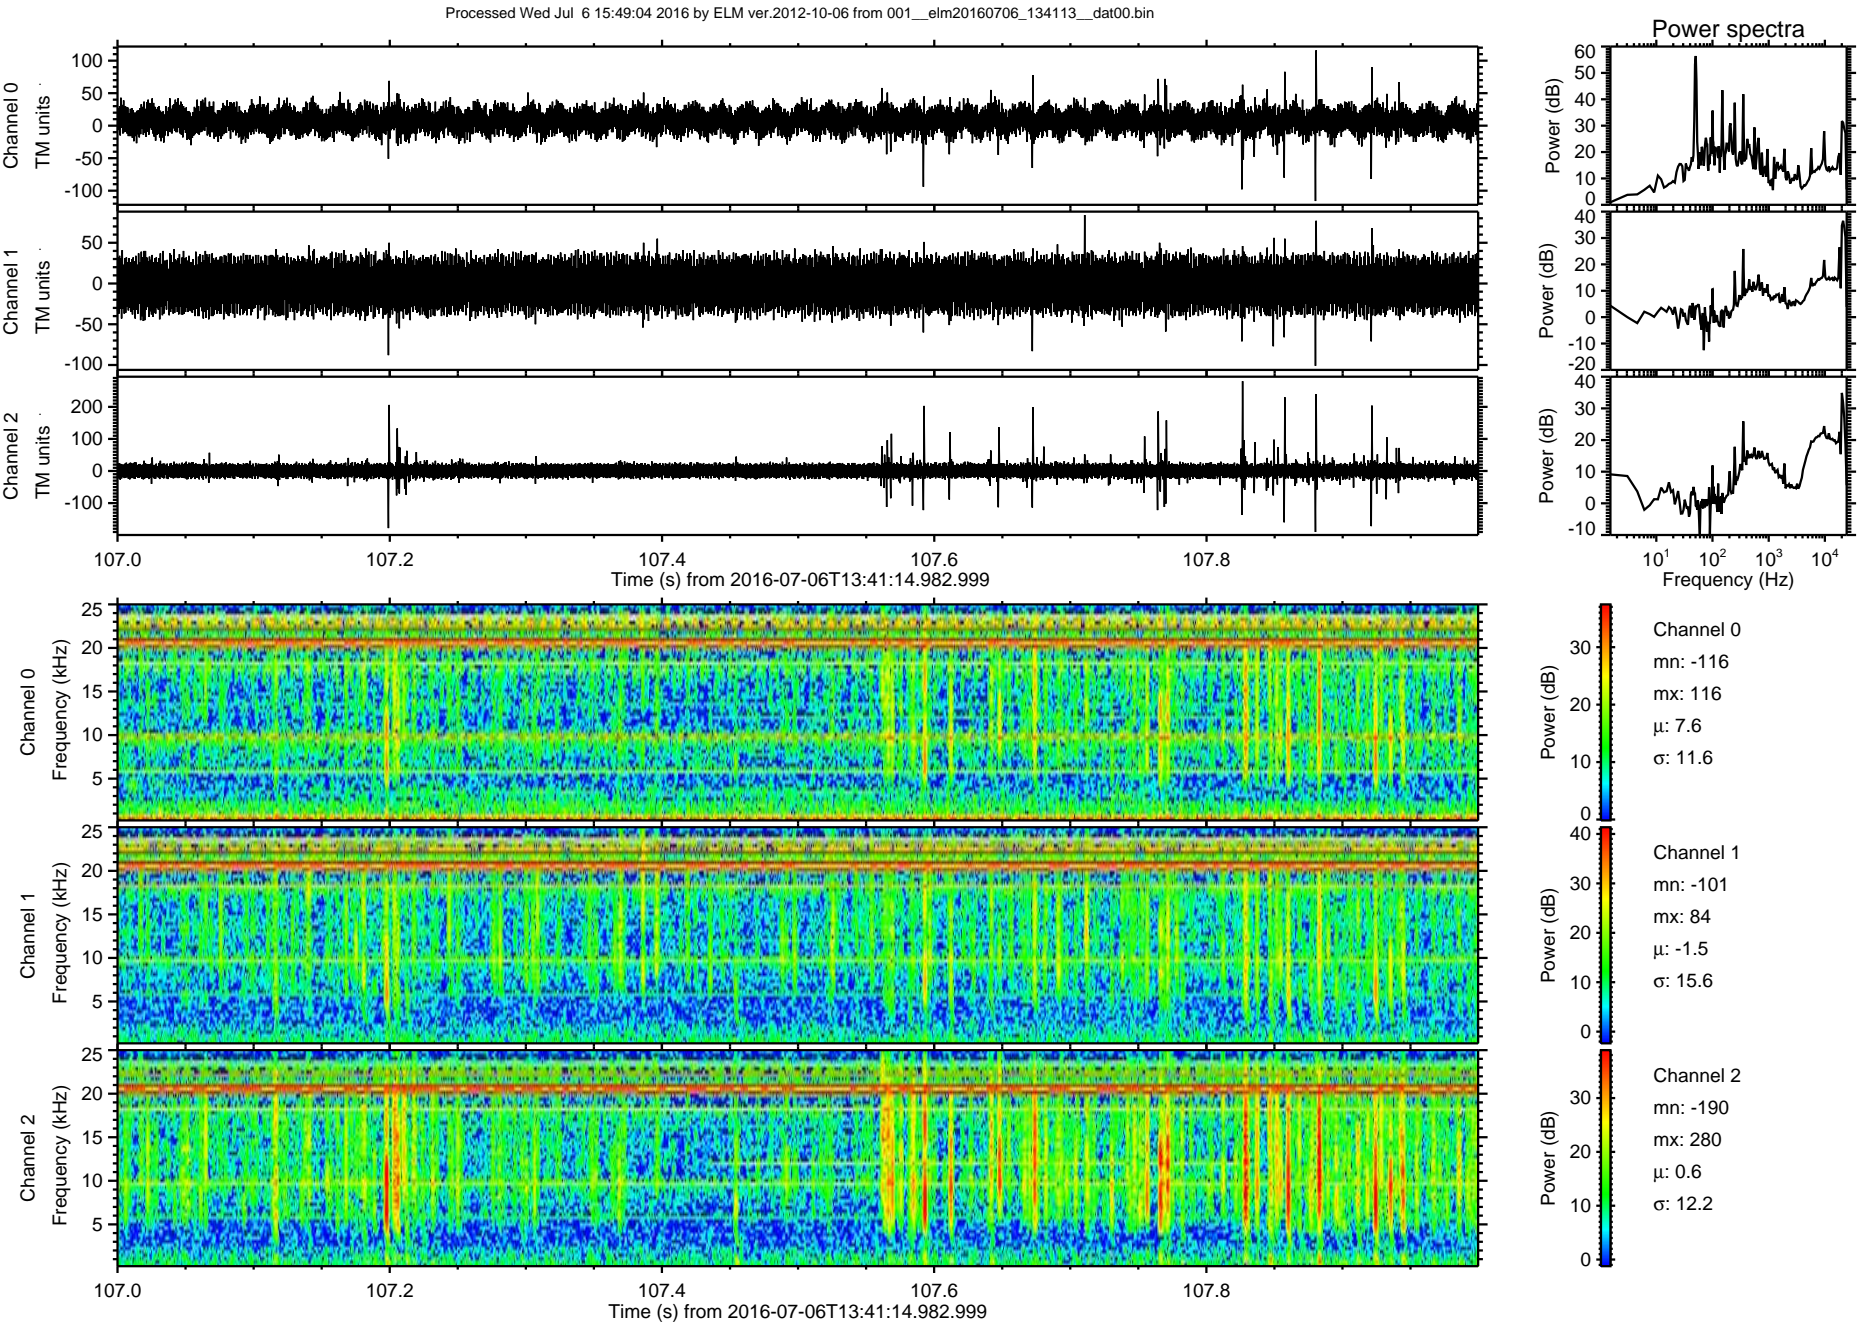 Processed Wed Jul  6 15:49:04 2016 by ELM ver.2012-10-06 from 001__elm20160706_134113__dat00.bin
Power spectra
Channel 0
TM units
100
50
0
-50
-100
Power (dB)
60
50
40
30
20
10
0
Channel 1
TM units
50
0
-50
-100
Power (dB)
40
30
20
10
0
-10
-20
Channel 2
TM units
200
100
0
-100
Power (dB)
40
30
20
10
0
-10
107.0 107.2 107.4 107.6 107.8
Time (s) from 2016-07-06T13:41:14.982.999
10¹ 10² 10³ 10⁴
Frequency (Hz)
Channel 0
Frequency (kHz)
25
20
15
10
5
Power (dB)
30
20
10
0
Channel 0
mn: -116
mx: 116
μ: 7.6
σ: 11.6
Channel 1
Frequency (kHz)
25
20
15
10
5
Power (dB)
40
30
20
10
0
Channel 1
mn: -101
mx: 84
μ: -1.5
σ: 15.6
Channel 2
Frequency (kHz)
25
20
15
10
5
Power (dB)
30
20
10
0
Channel 2
mn: -190
mx: 280
μ: 0.6
σ: 12.2
107.0 107.2 107.4 107.6 107.8
Time (s) from 2016-07-06T13:41:14.982.999